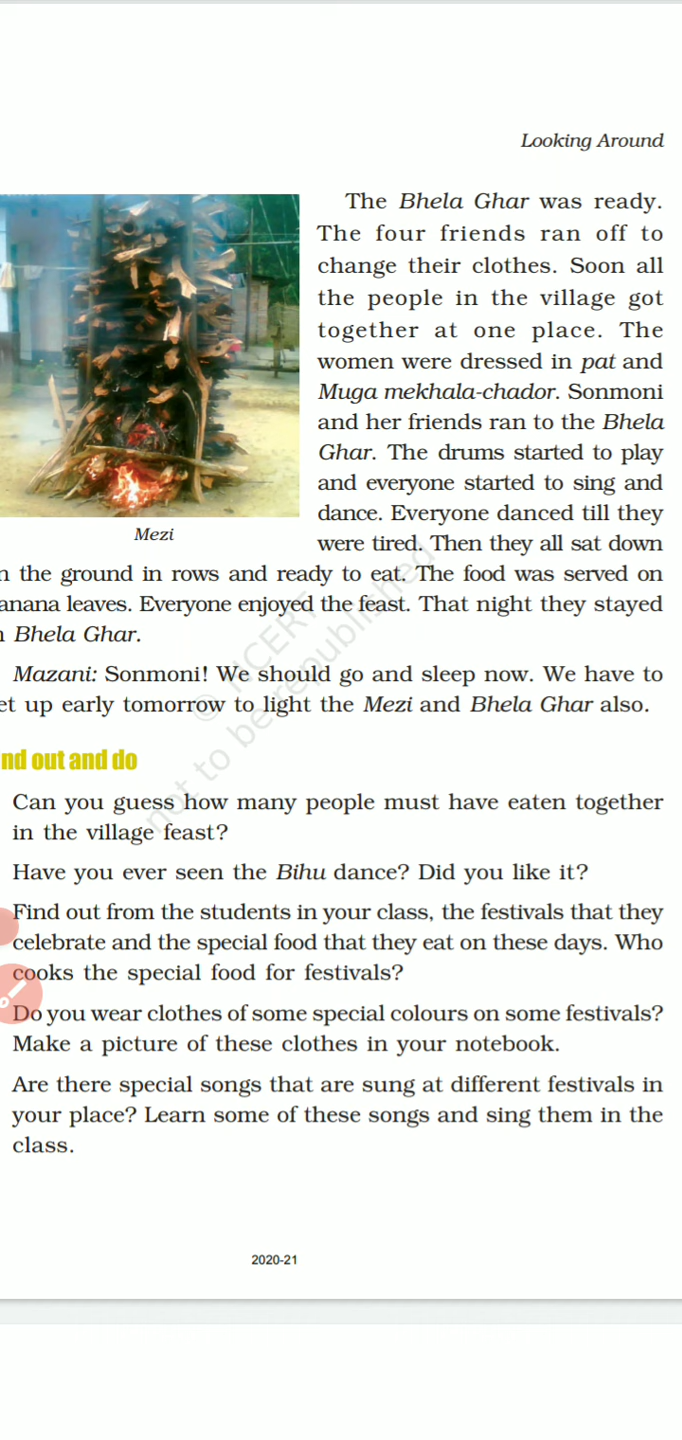 Looking Around
The Bhela Ghar was ready.
The four friends ran off to
change their clothes. Soon all
the people in the village got
together at one place. The
women were dressed in pat and
Muga mekhala-chador. Sonmoni
and her friends ran to the Bhela
Ghar. The drums started to play
and everyone started to sing and
dance. Everyone danced till they
Mezi
were tired. Then they all sat down
n the ground in rows and ready to eat. The food was served on
anana leaves. Everyone enjoyed the feast. That night they stayed
n Bhela Ghar.
Mazani: Sonmoni! We should go and sleep now. We have to
et up early tomorrow to light the Mezi and Bhela Ghar also.
nd out and do
Can you guess how many people must have eaten together
in the village feast?
Have you ever seen the Bihu dance? Did you like it?
Find out from the students in your class, the festivals that they
celebrate and the special food that they eat on these days. Who
cooks the special food for festivals?
Do you wear clothes of some special colours on some festivals?
Make a picture of these clothes in your notebook.
Are there special songs that are sung at different festivals in
your place? Learn some of these songs and sing them in the
class.
© NCERT
not to be republished
2020-21